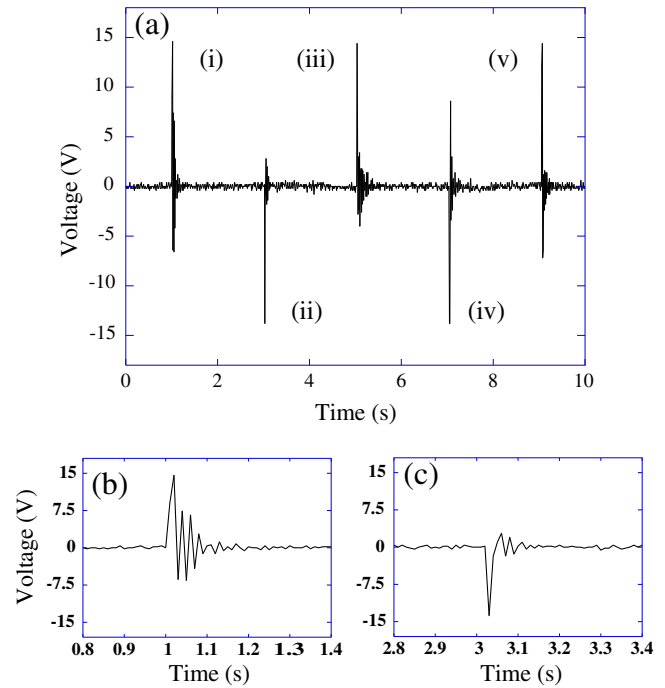 (a)
(i) (iii) (v)
(ii) (iv)
15
10
5
0
-5
-10
-15
Voltage (V)
0 2 4 6 8 10
Time (s)
(b)
15
7.5
0
-7.5
-15
Voltage (V)
0.8 0.9 1 1.1 1.2 1.3 1.4
Time (s)
(c)
15
7.5
0
-7.5
-15
2.8 2.9 3 3.1 3.2 3.3 3.4
Time (s)